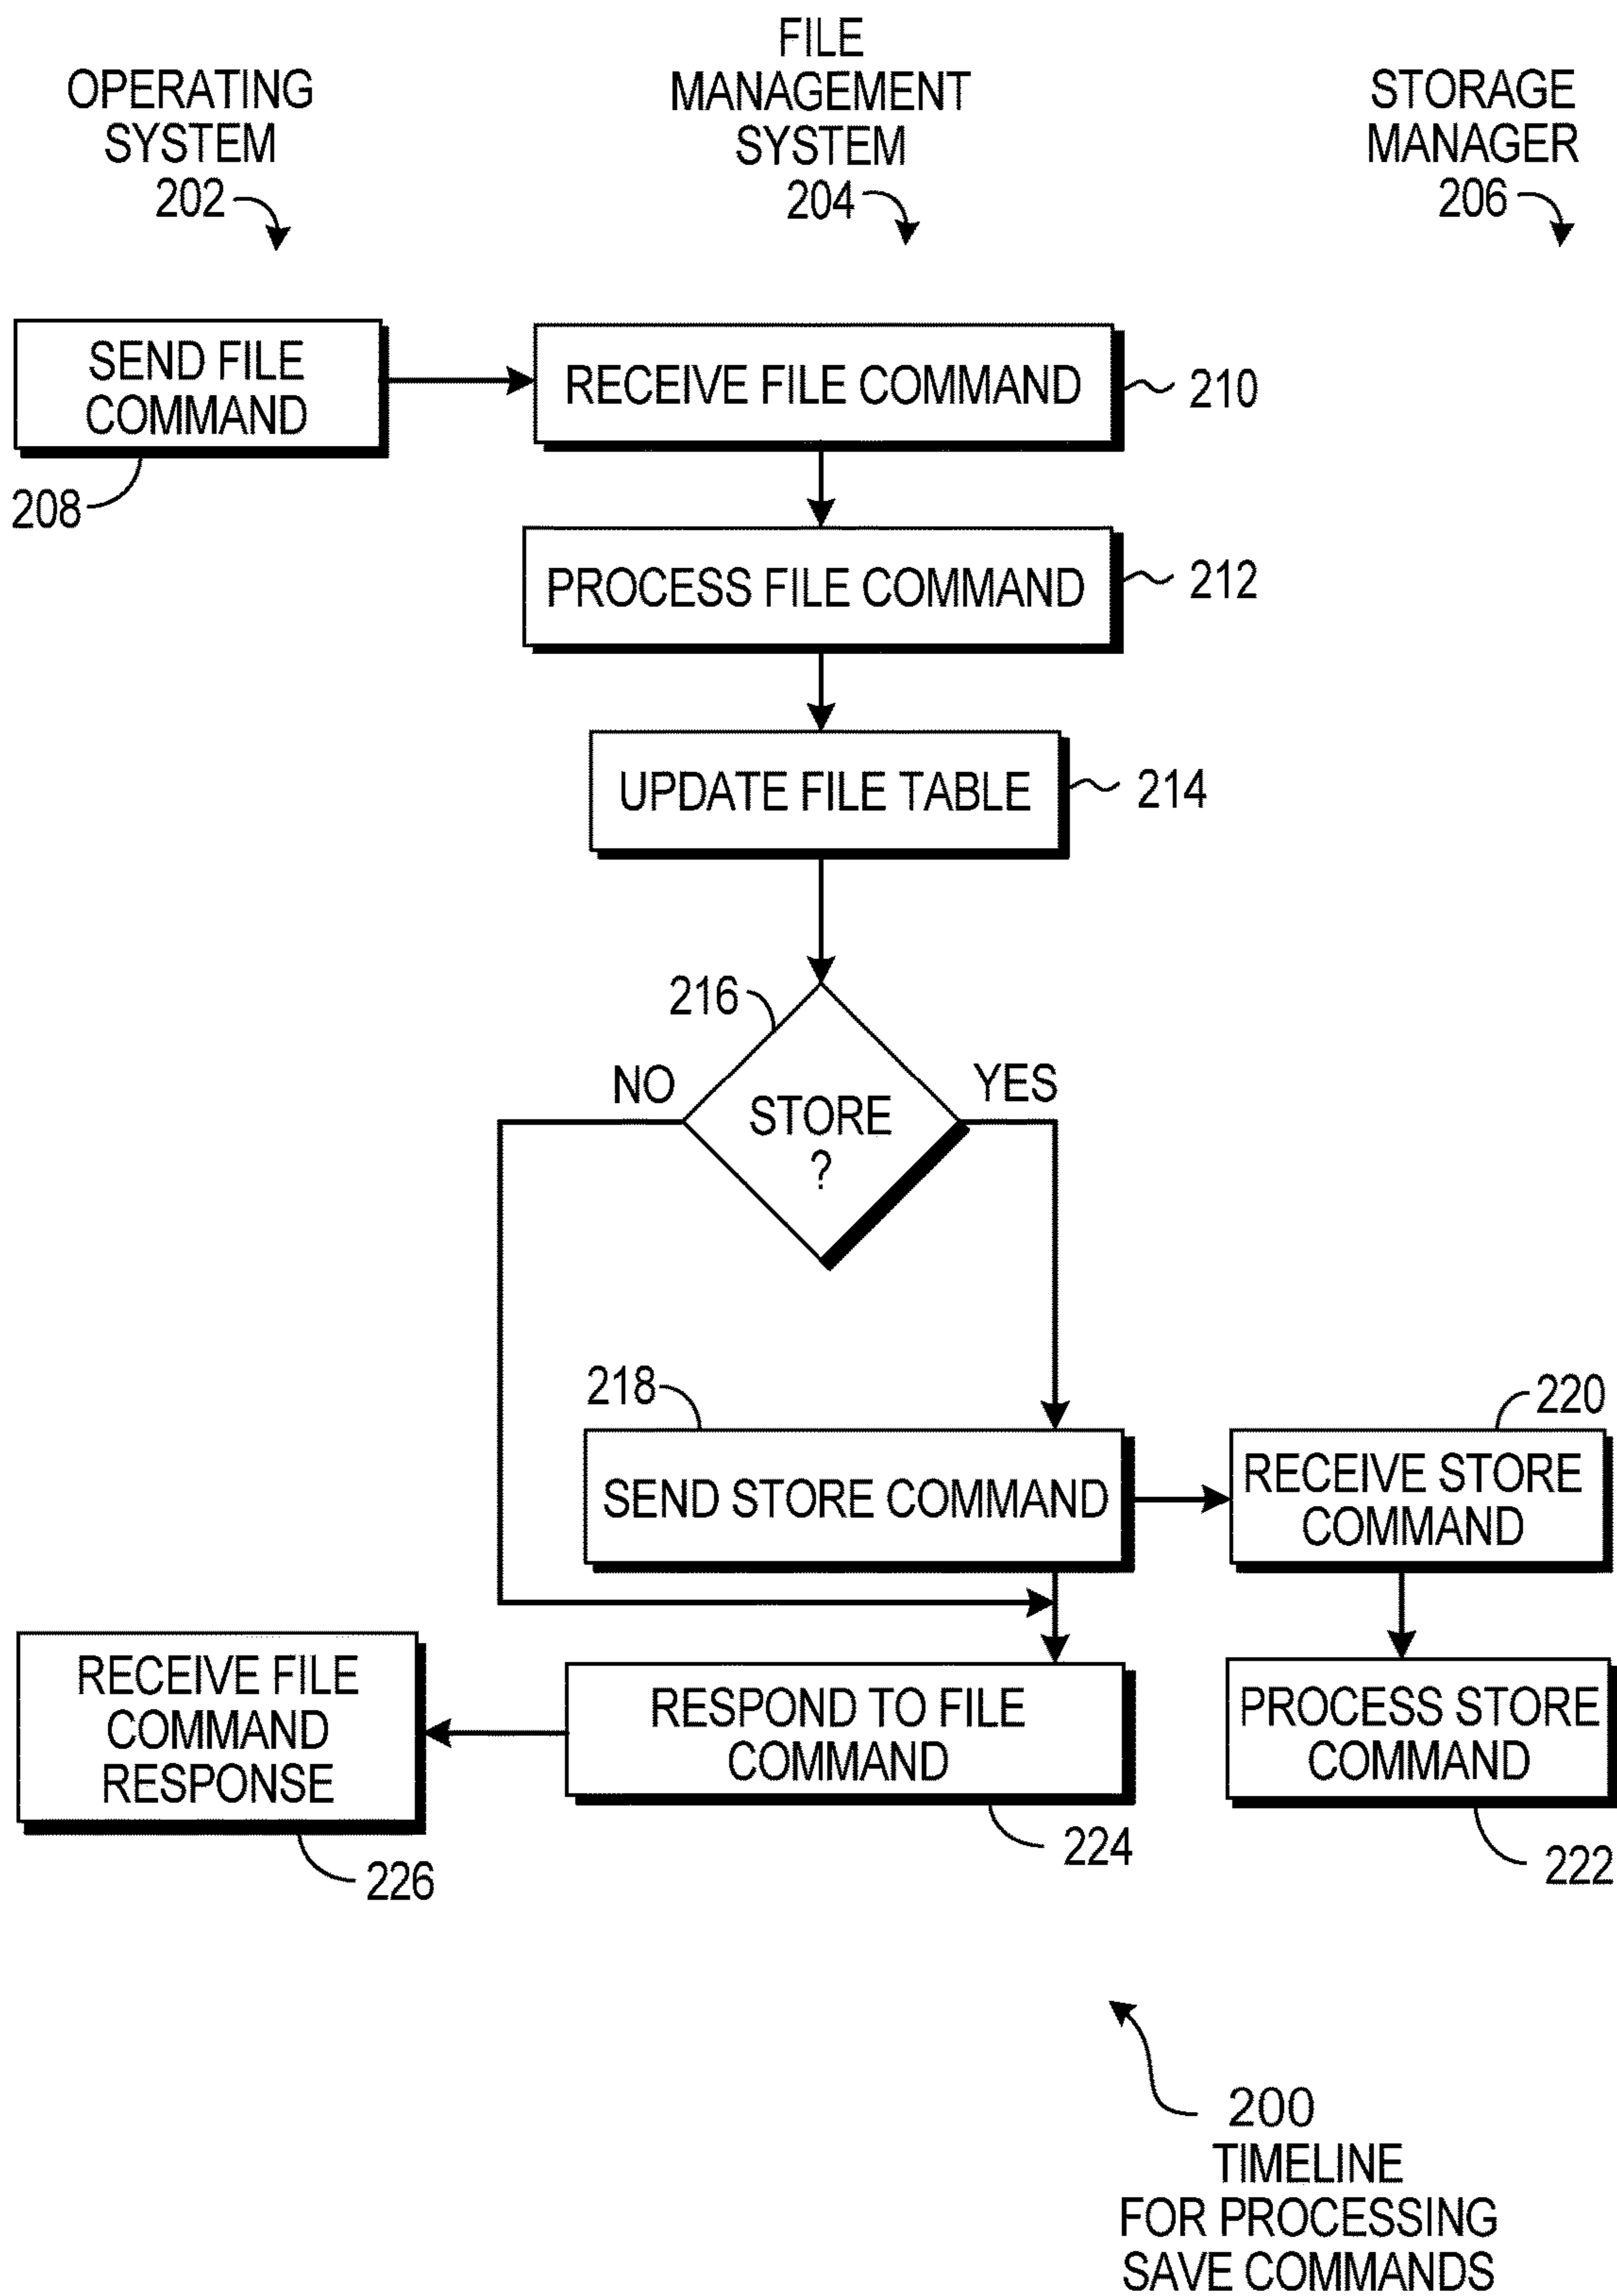 OPERATING
SYSTEM
202
FILE
MANAGEMENT
SYSTEM
204
STORAGE
MANAGER
206
SEND FILE
COMMAND
208
RECEIVE FILE COMMAND
210
PROCESS FILE COMMAND
212
UPDATE FILE TABLE
214
216
NO
YES
STORE
?
218
SEND STORE COMMAND
220
RECEIVE STORE
COMMAND
RECEIVE FILE
COMMAND
RESPONSE
226
RESPOND TO FILE
COMMAND
224
PROCESS STORE
COMMAND
222
200
TIMELINE
FOR PROCESSING
SAVE COMMANDS